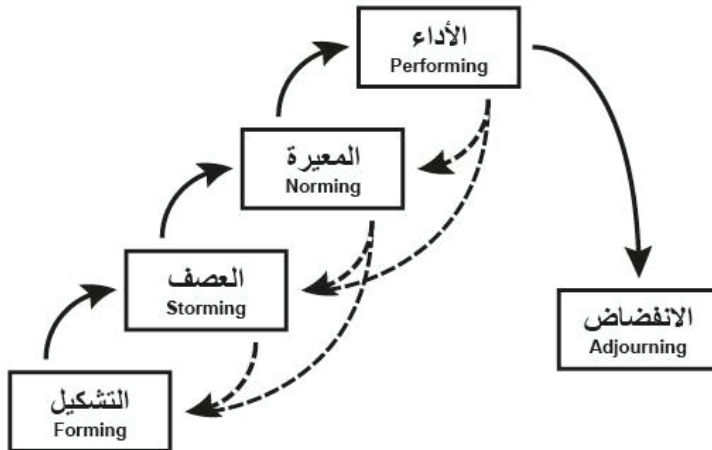 الأداء
Performing
المعيرة
Norming
العصف
Storming
الانفضاض
Adjourning
التشكيل
Forming